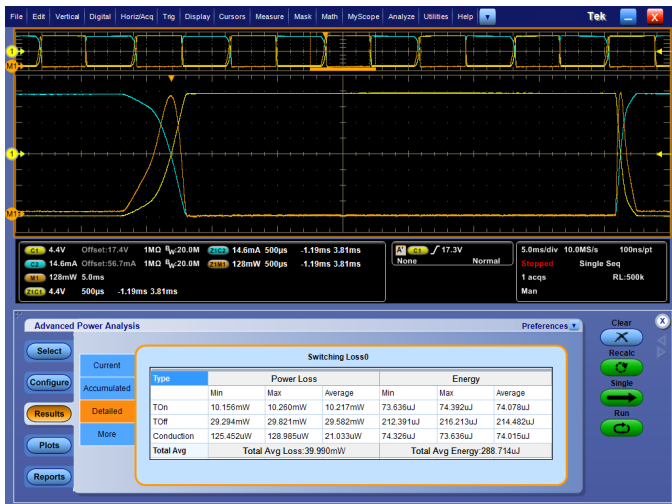 File Edit Vertical Digital Horiz/Acq Trig Display Cursors Measure Mask Math MyScope Analyze Utilities Help Tek X
1
M1
1
M1
C1 4.4V Offset:17.4V 1MΩ BW:20.0M Z1C2 14.6mA 500µs -1.19ms 3.81ms
C2 14.6mA Offset:56.7mA 1MΩ BW:20.0M Z1M1 128mW 500µs -1.19ms 3.81ms
M1 128mW 5.0ms
Z1C1 4.4V 500µs -1.19ms 3.81ms
A' C1 17.3V
None Normal
5.0ms/div 10.0MS/s 100ns/pt
Stopped Single Seq
1 acqs RL:500k
Man
Advanced Power Analysis Preferences X
Select
Configure
Results
Plots
Reports
Current
Accumulated
Detailed
More
Switching Loss0
Type Power Loss Energy
Min Max Average Min Max Average
TOn 10.156mW 10.260mW 10.217mW 73.636uJ 74.392uJ 74.078uJ
TOff 29.294mW 29.821mW 29.582mW 212.391uJ 216.213uJ 214.482uJ
Conduction 125.452uW 128.985uW 21.033uW 74.326uJ 73.636uJ 74.015uJ
Total Avg Total Avg Loss:39.990mW Total Avg Energy:288.714uJ
Clear
Recalc
Single
Run